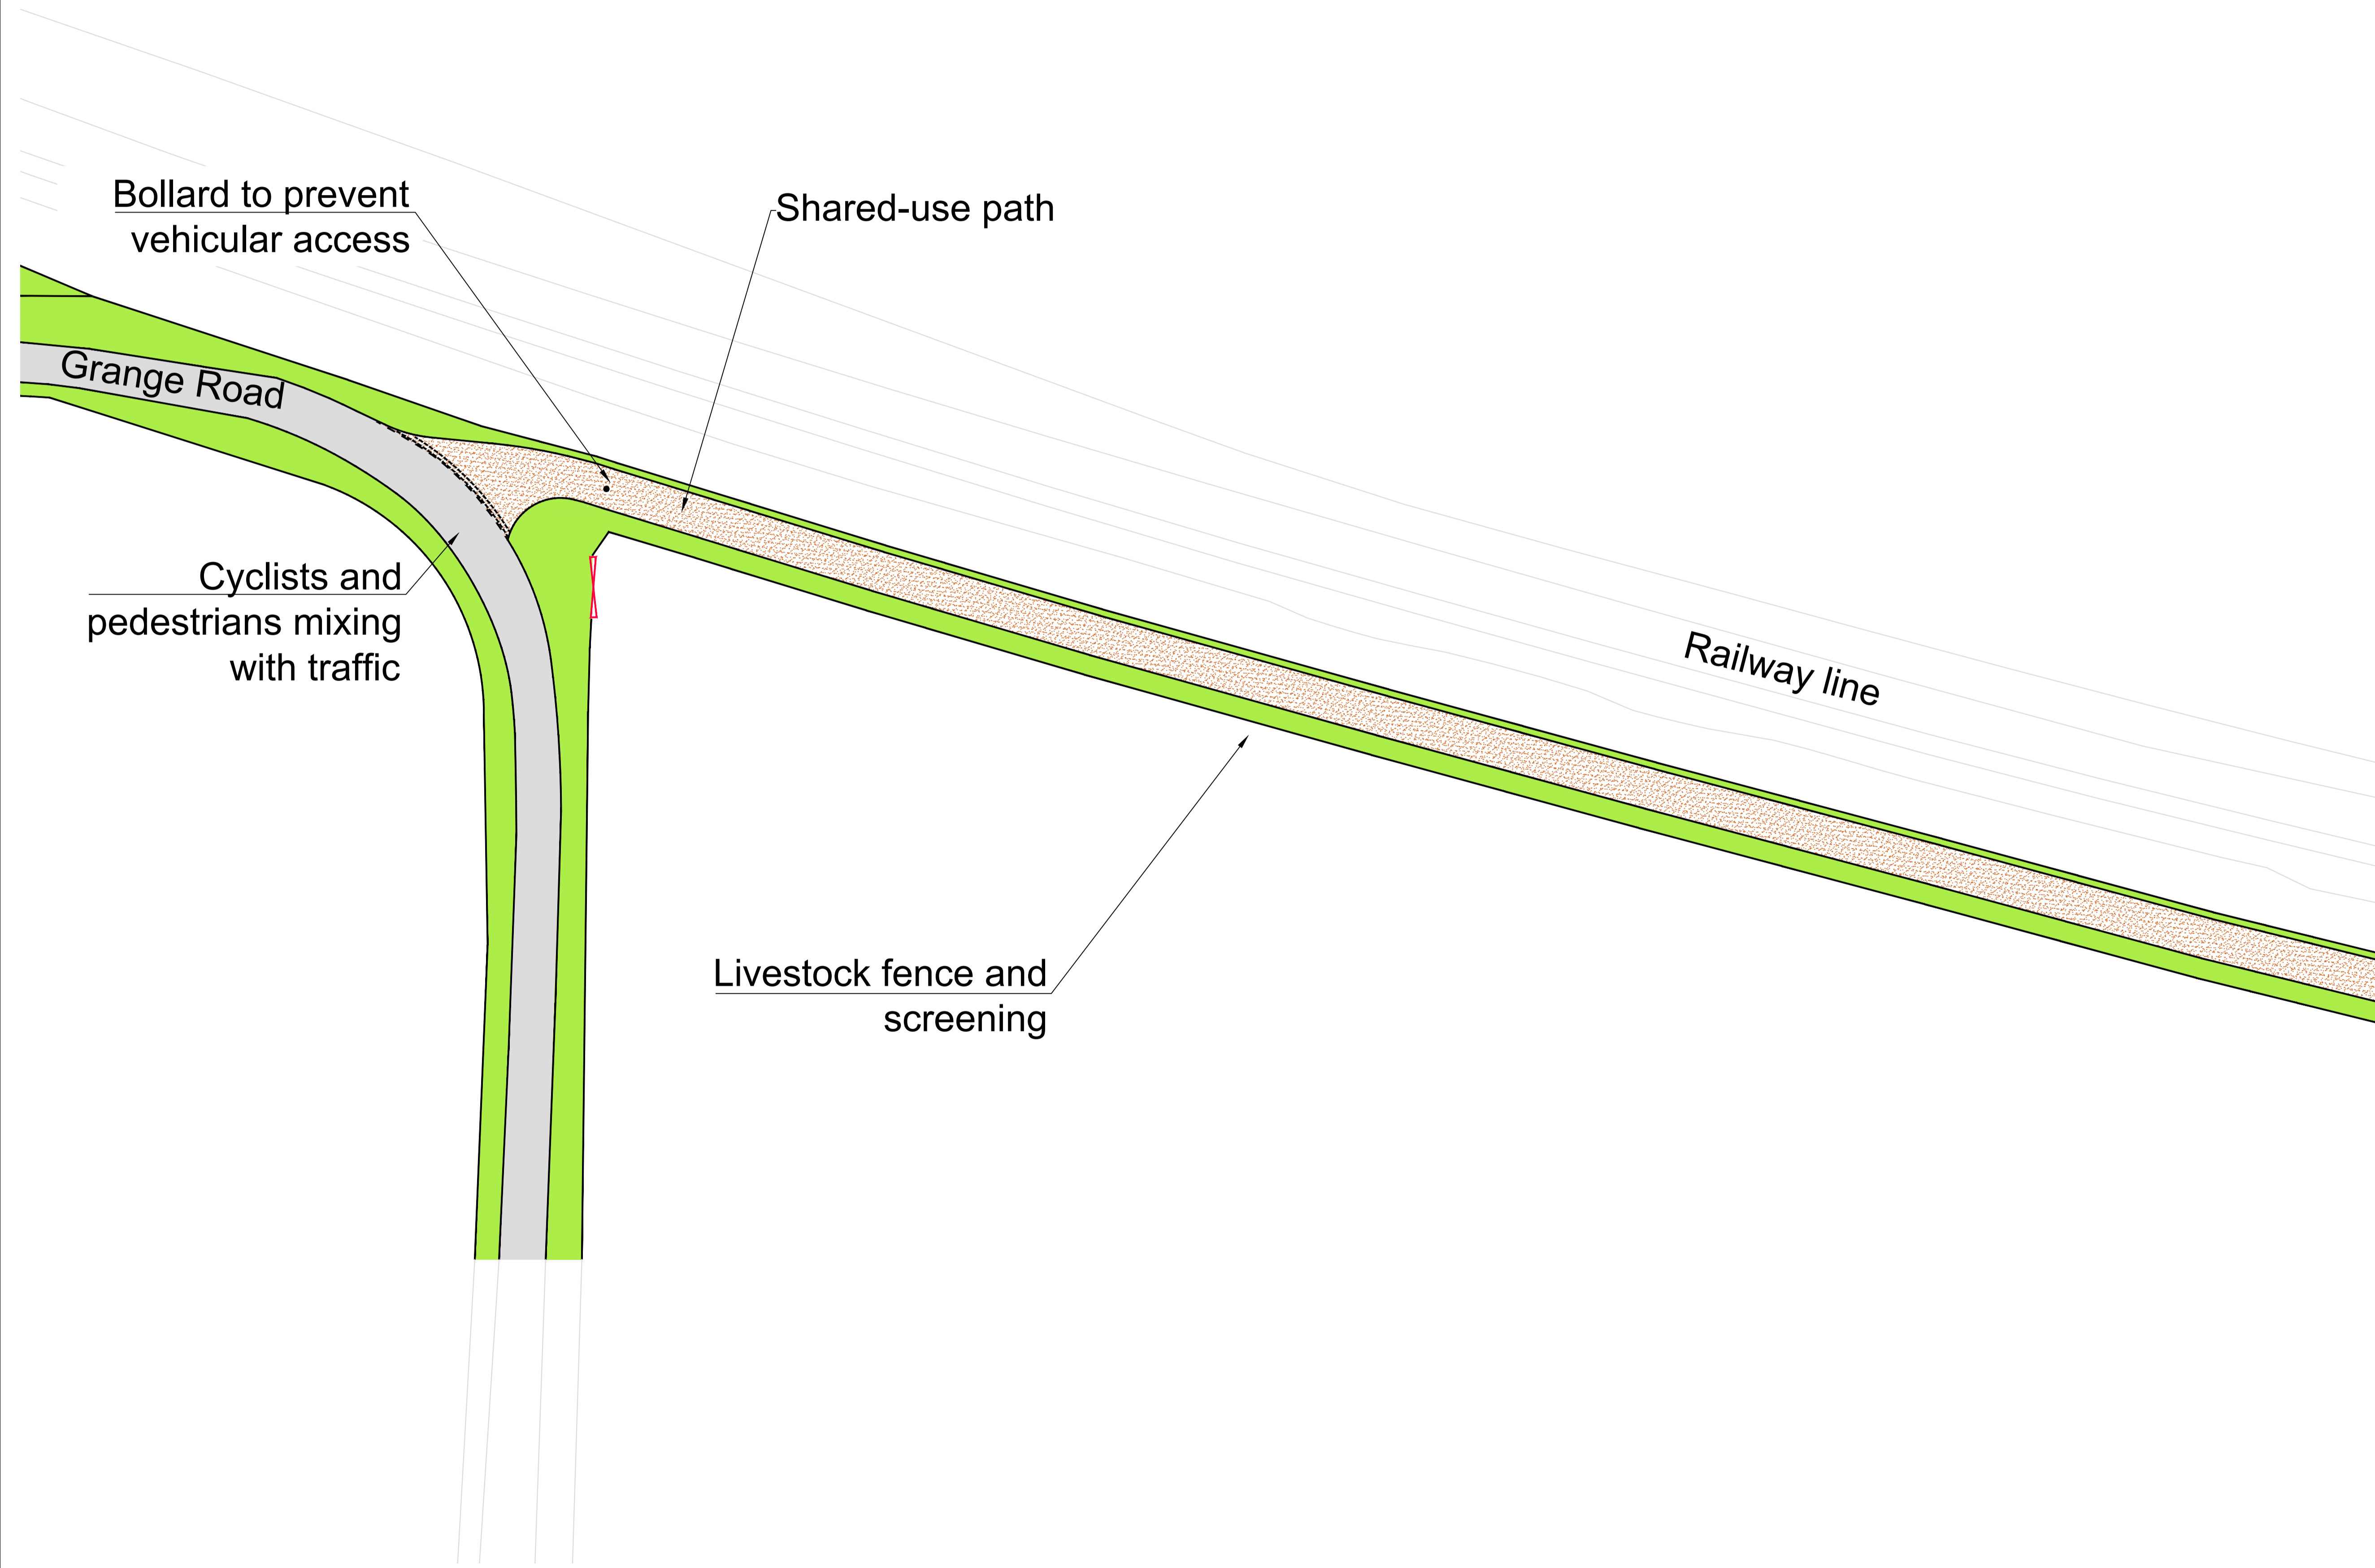 Bollard to prevent
vehicular access
Shared-use path
Grange Road
Cyclists and
pedestrians mixing
with traffic
Railway line
Livestock fence and
screening